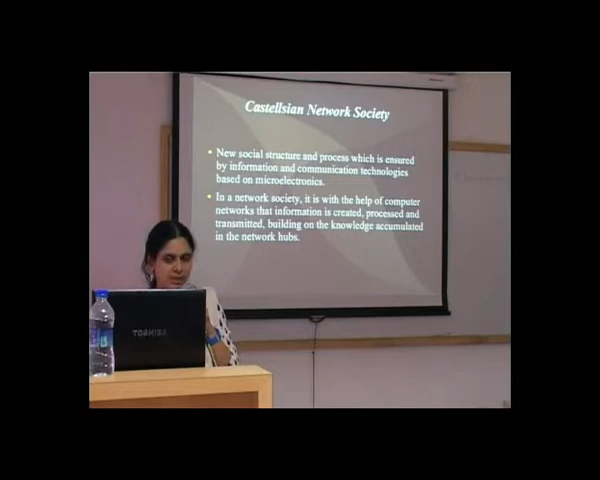 Castellsian Network Society
• New social structure and process which is ensured
by information and communication technologies
based on microelectronics.
• In a network society, it is with the help of computer
networks that information is created, processed and
transmitted, building on the knowledge accumulated
in the network hubs.
TOSHIBA